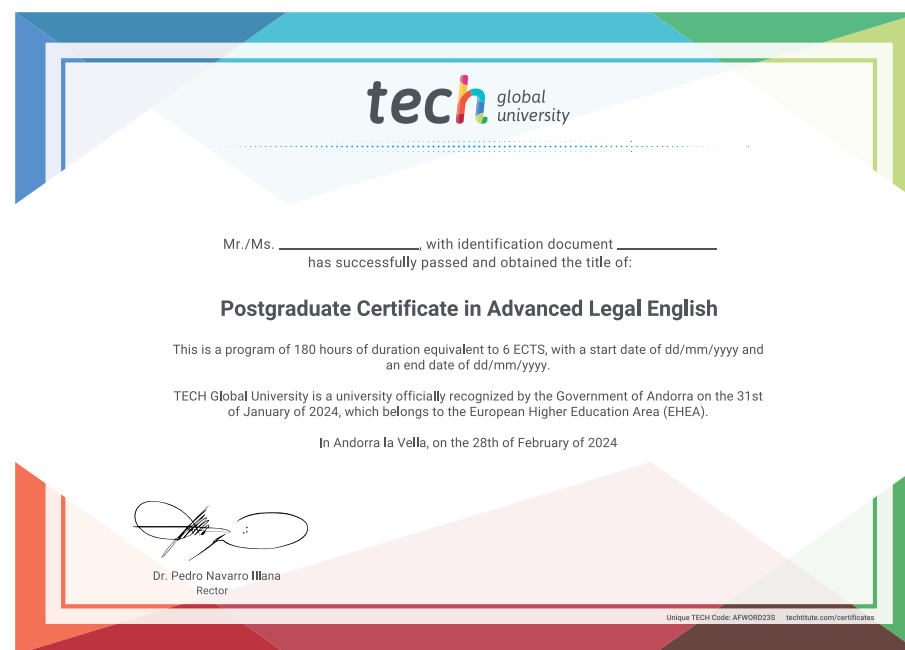 tech global university
Mr./Ms. ____________________, with identification document ______________
has successfully passed and obtained the title of:
Postgraduate Certificate in Advanced Legal English
This is a program of 180 hours of duration equivalent to 6 ECTS, with a start date of dd/mm/yyyy and
an end date of dd/mm/yyyy.
TECH Global University is a university officially recognized by the Government of Andorra on the 31st
of January of 2024, which belongs to the European Higher Education Area (EHEA).
In Andorra la Vella, on the 28th of February of 2024
Dr. Pedro Navarro Illana
Rector
Unique TECH Code: AFWORD23S techtitute.com/certificates